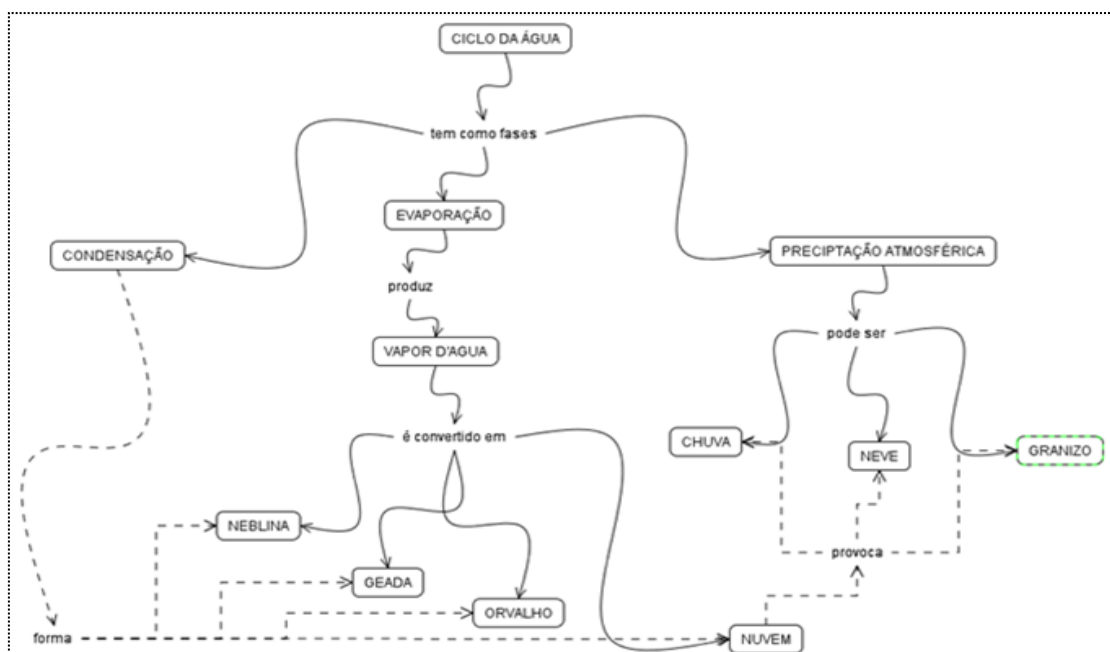 CICLO DA ÁGUA
tem como fases
EVAPORAÇÃO
CONDENSAÇÃO
PRECIPTAÇÃO ATMOSFÉRICA
produz
pode ser
VAPOR D'AGUA
é convertido em
CHUVA
NEVE
GRANIZO
NEBLINA
provoca
GEADA
ORVALHO
forma
NUVEM